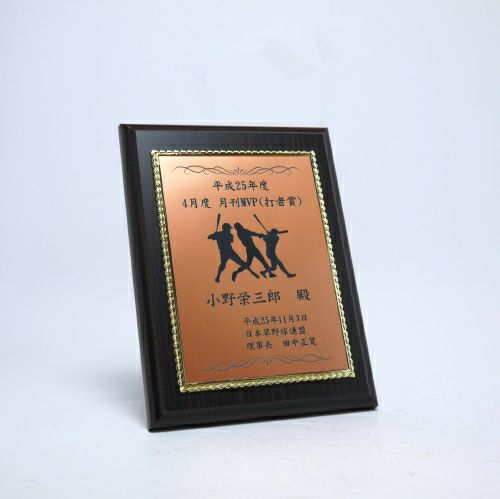 平成25年度
4月度 月刊MVP(打者賞)
小野栄三郎 殿
平成25年11月3日
日本草野球連盟
理事長 田中正寛